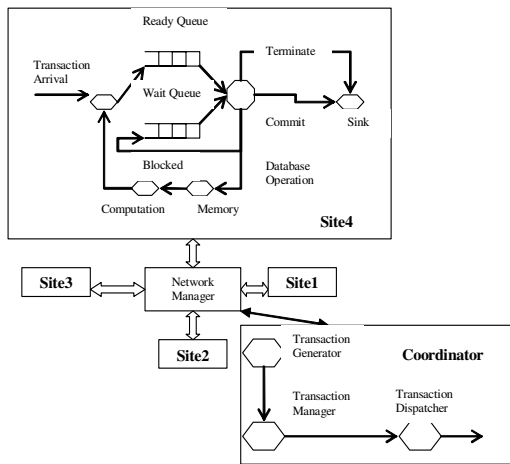 Ready Queue
Transaction
Arrival
Terminate
Wait Queue
Commit
Sink
Blocked
Database
Operation
Computation
Memory
Site4
Site3
Network
Manager
Site1
Site2
Transaction
Generator
Coordinator
Transaction
Manager
Transaction
Dispatcher